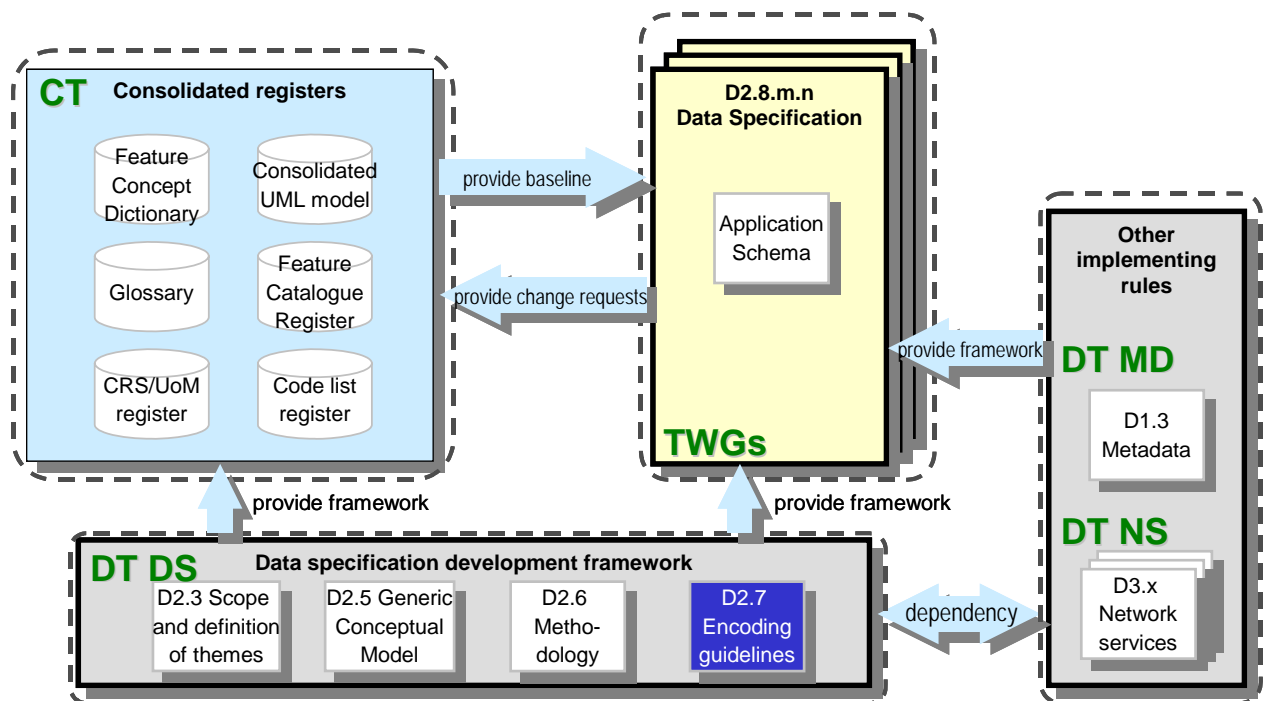 CT
Consolidated registers
Feature
Concept
Dictionary
Consolidated
UML model
Glossary
Feature
Catalogue
Register
CRS/UoM
register
Code list
register
provide baseline
provide change requests
D2.8.m.n
Data Specification
Application
Schema
TWGs
provide framework
Other
implementing
rules
DT MD
D1.3
Metadata
DT NS
D3.x
Network
services
provide framework
provide framework
DT DS
Data specification development framework
D2.3 Scope
and definition
of themes
D2.5 Generic
Conceptual
Model
D2.6
Metho-
dology
D2.7
Encoding
guidelines
dependency